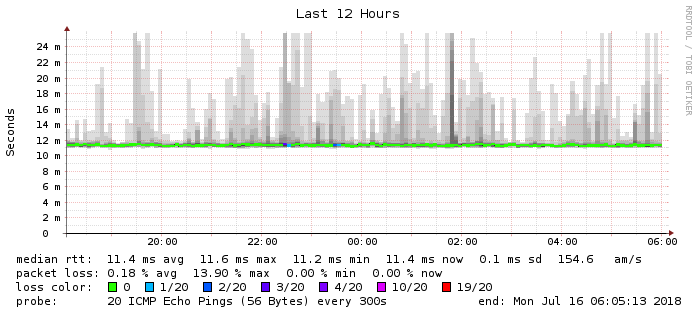 Last 12 Hours
RRDTOOL / TOBI OETIKER
Seconds
24 m
22 m
20 m
18 m
16 m
14 m
12 m
10 m
8 m
6 m
4 m
2 m
0
20:00 22:00 00:00 02:00 04:00 06:00
median rtt: 11.4 ms avg 11.6 ms max 11.2 ms min 11.4 ms now 0.1 ms sd 154.6 am/s
packet loss: 0.18 % avg 13.90 % max 0.00 % min 0.00 % now
loss color: 0 1/20 2/20 3/20 4/20 10/20 19/20
probe: 20 ICMP Echo Pings (56 Bytes) every 300s end: Mon Jul 16 06:05:13 2018